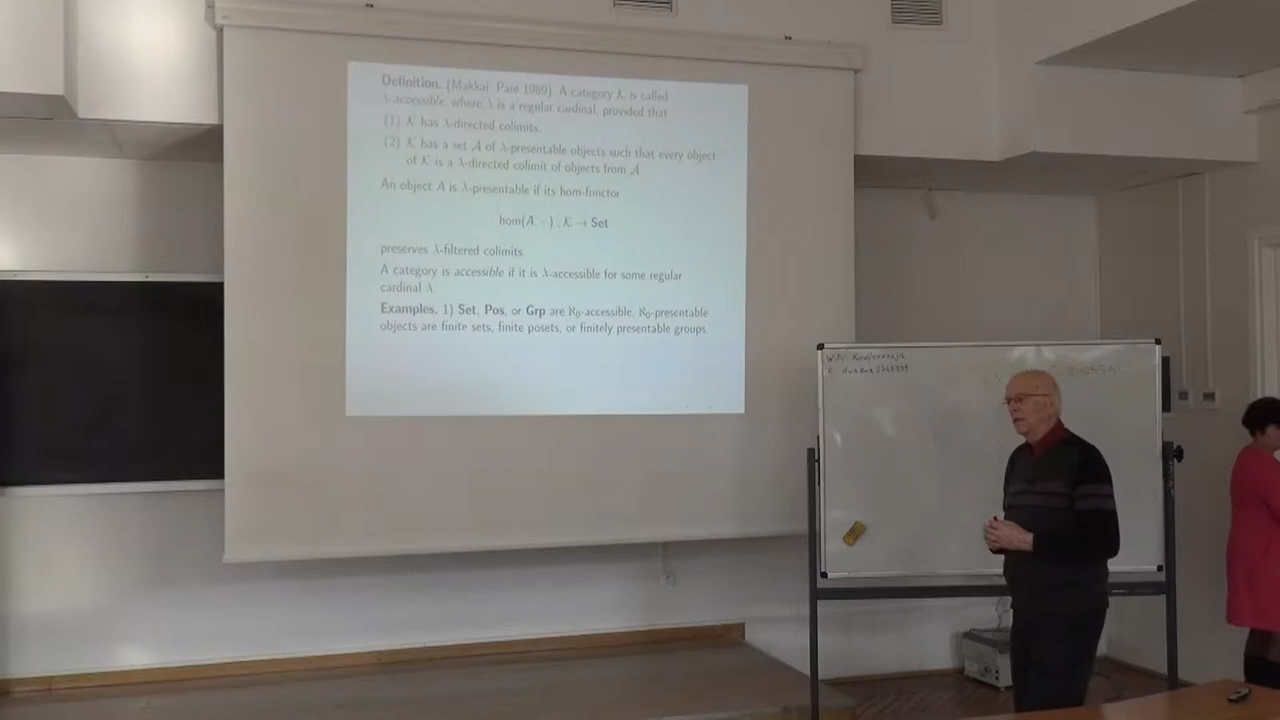 Definition. (Makkai, Pare 1989) A category K is called
λ-accessible, where λ is a regular cardinal, provided that
(1) K has λ-directed colimits,
(2) K has a set A of λ-presentable objects such that every object
of K is a λ-directed colimit of objects from A.
An object A is λ-presentable if its hom-functor
hom(A, −) : K → Set
preserves λ-filtered colimits
A category is accessible if it is λ-accessible for some regular
cardinal λ.
Examples. 1) Set, Pos, or Grp are ℵ₀-accessible. ℵ₀-presentable
objects are finite sets, finite posets, or finitely presentable groups.